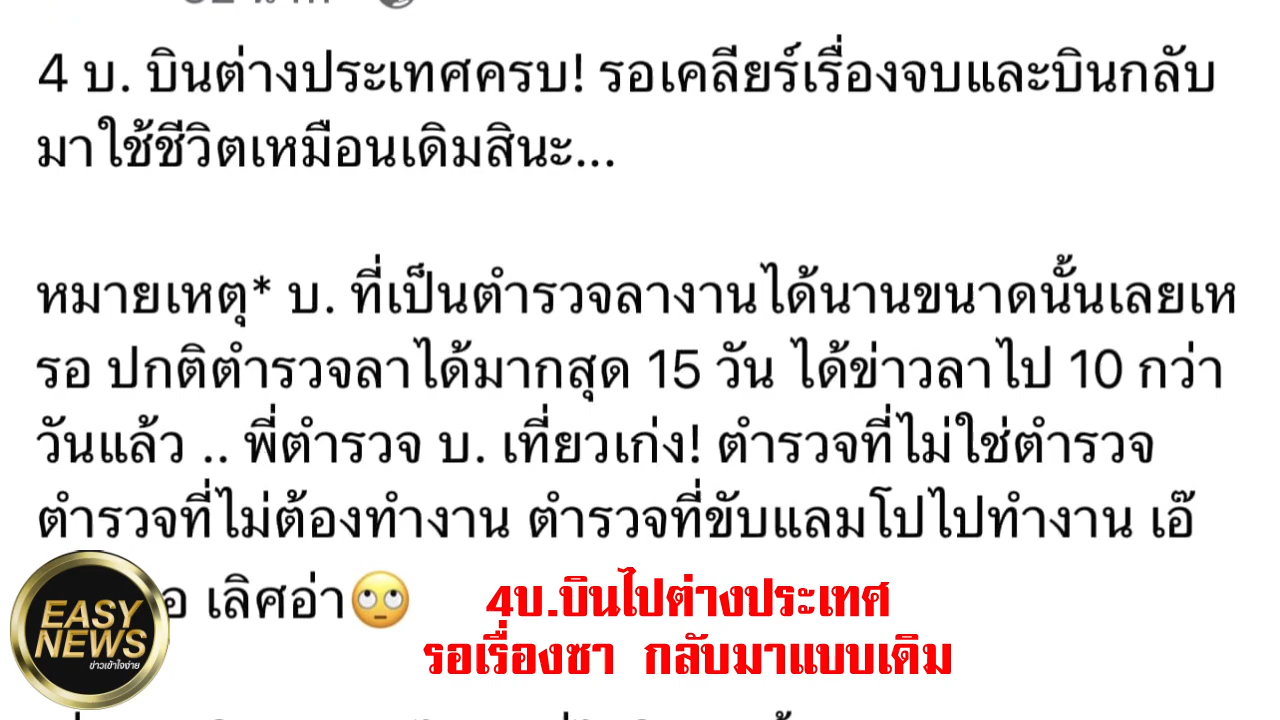 4 บ. บินต่างประเทศครบ! รอเคลียร์เรื่องจบและบินกลับ
มาใช้ชีวิตเหมือนเดิมสินะ...
หมายเหตุ* บ. ที่เป็นตำรวจลางานได้นานขนาดนั้นเลยเห
รอ ปกติตำรวจลาได้มากสุด 15 วัน ได้ข่าวลาไป 10 กว่า
วันแล้ว .. พี่ตำรวจ บ. เที่ยวเก่ง! ตำรวจที่ไม่ใช่ตำรวจ
ตำรวจที่ไม่ต้องทำงาน ตำรวจที่ขับแลมโบไปทำงาน เอ๊
อ เลิศอ่า🙄
4บ.บินไปต่างประเทศ
รอเรื่องซา กลับมาแบบเดิม
EASY
NEWS
ข่าวเข้าใจง่าย